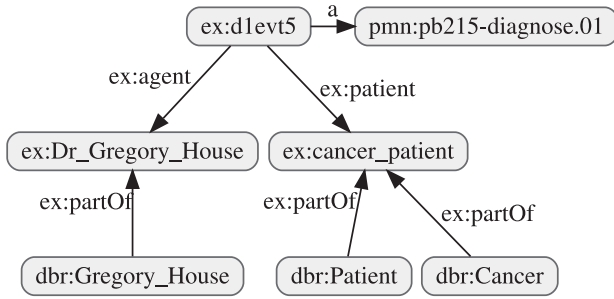 ex:d1evt5
a
pmn:pb215-diagnose.01
ex:agent
ex:patient
ex:Dr_Gregory_House
ex:cancer_patient
ex:partOf
ex:partOf
ex:partOf
dbr:Gregory_House
dbr:Patient
dbr:Cancer